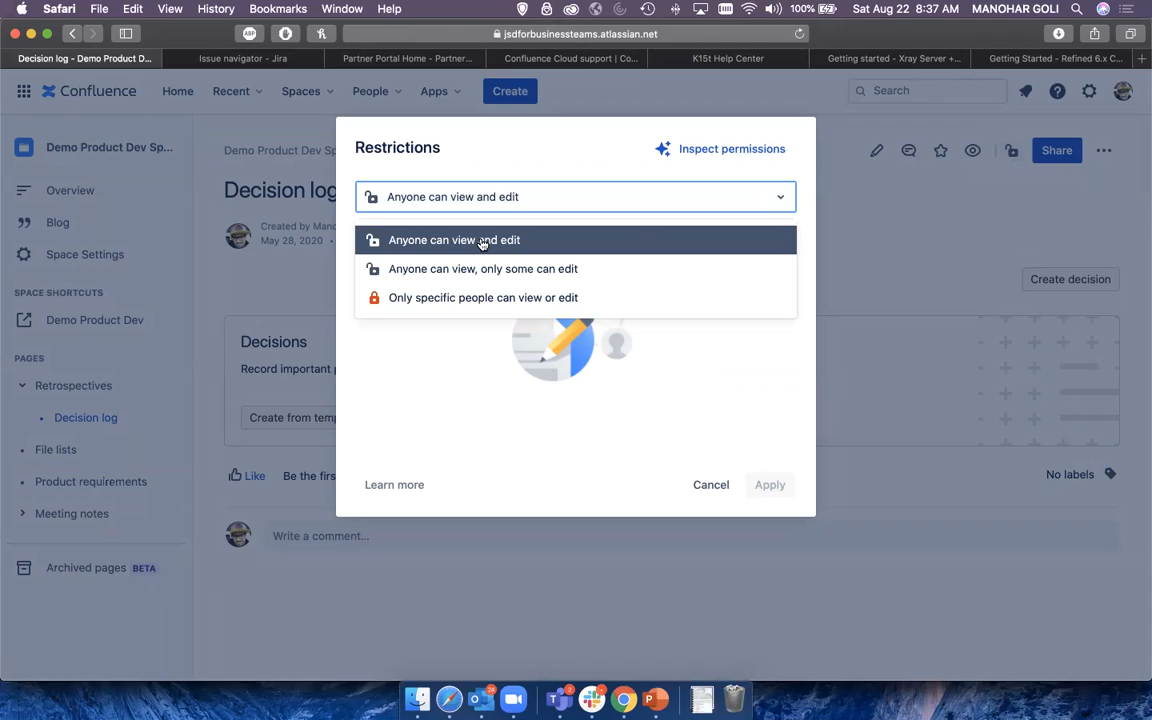 Safari File Edit View History Bookmarks Window Help 100% Sat Aug 22 8:37 AM MANOHAR GOLI
ABP jsdforbusinessteams.atlassian.net
Decision log - Demo Product D... Issue navigator - Jira Partner Portal Home - Partner... Confluence Cloud support | Co... K15t Help Center Getting started - Xray Server +... Getting Started - Refined 6.x C...
Confluence Home Recent Spaces People Apps Create Search
Demo Product Dev Sp...
Overview
Blog
Space Settings
SPACE SHORTCUTS
Demo Product Dev
PAGES
Retrospectives
Decision log
File lists
Product requirements
Meeting notes
Archived pages BETA
Demo Product Dev Sp
Share
Decision log
Created by Mano
May 28, 2020
Create decision
Decisions
Record important
Create from temp
Like Be the firs
No labels
Write a comment...
Restrictions
Inspect permissions
Anyone can view and edit
Anyone can view and edit
Anyone can view, only some can edit
Only specific people can view or edit
Learn more
Cancel Apply
24 2